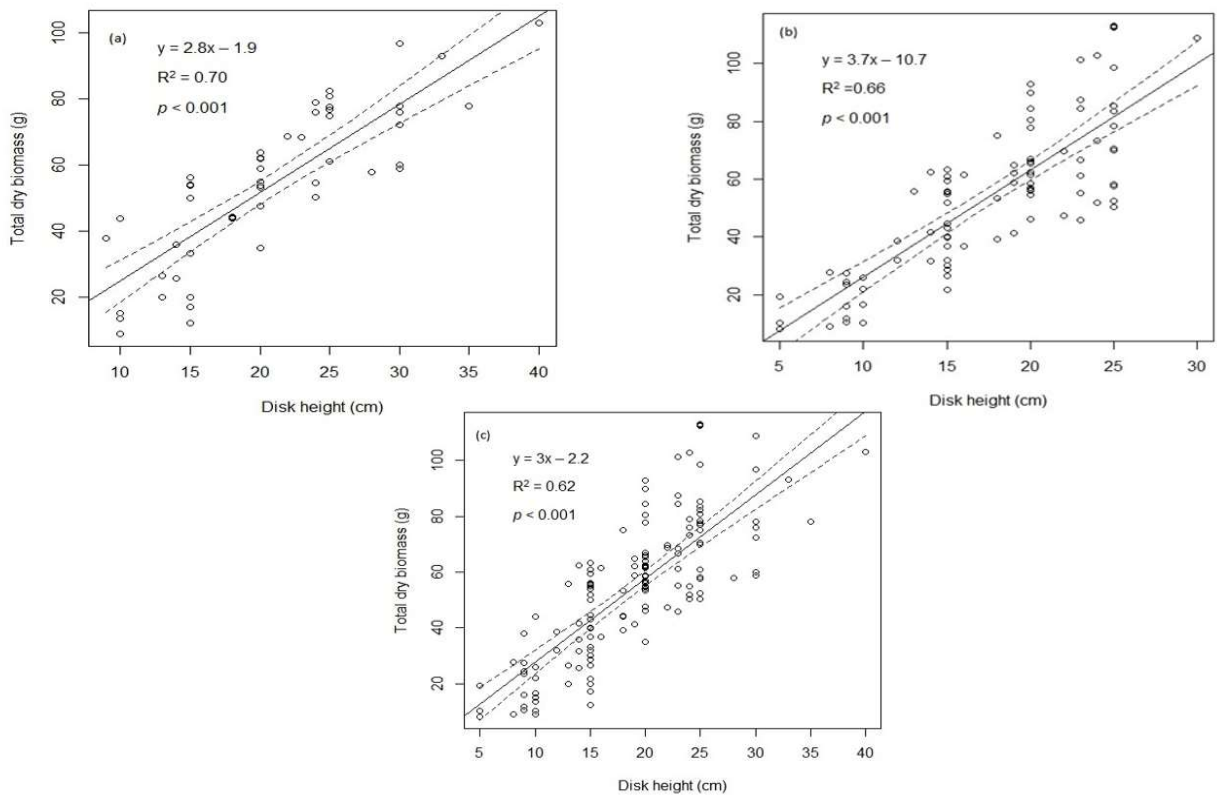 (a)
y = 2.8x – 1.9
R² = 0.70
p < 0.001
Total dry biomass (g)
100
80
60
40
20
10 15 20 25 30 35 40
Disk height (cm)
(b)
y = 3.7x – 10.7
R² =0.66
p < 0.001
Total dry biomass (g)
100
80
60
40
20
5 10 15 20 25 30
Disk height (cm)
(c)
y = 3x – 2.2
R² = 0.62
p < 0.001
Total dry biomass (g)
100
80
60
40
20
5 10 15 20 25 30 35 40
Disk height (cm)